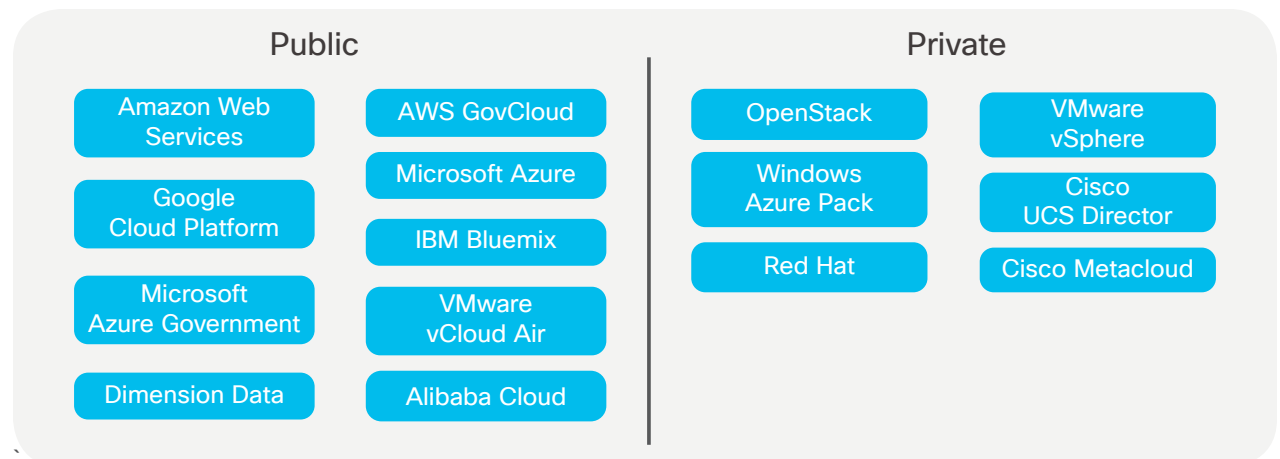 Public
Amazon Web
Services
Google
Cloud Platform
Microsoft
Azure Government
Dimension Data
AWS GovCloud
Microsoft Azure
IBM Bluemix
VMware
vCloud Air
Alibaba Cloud
Private
OpenStack
Windows
Azure Pack
Red Hat
VMware
vSphere
Cisco
UCS Director
Cisco Metacloud
`